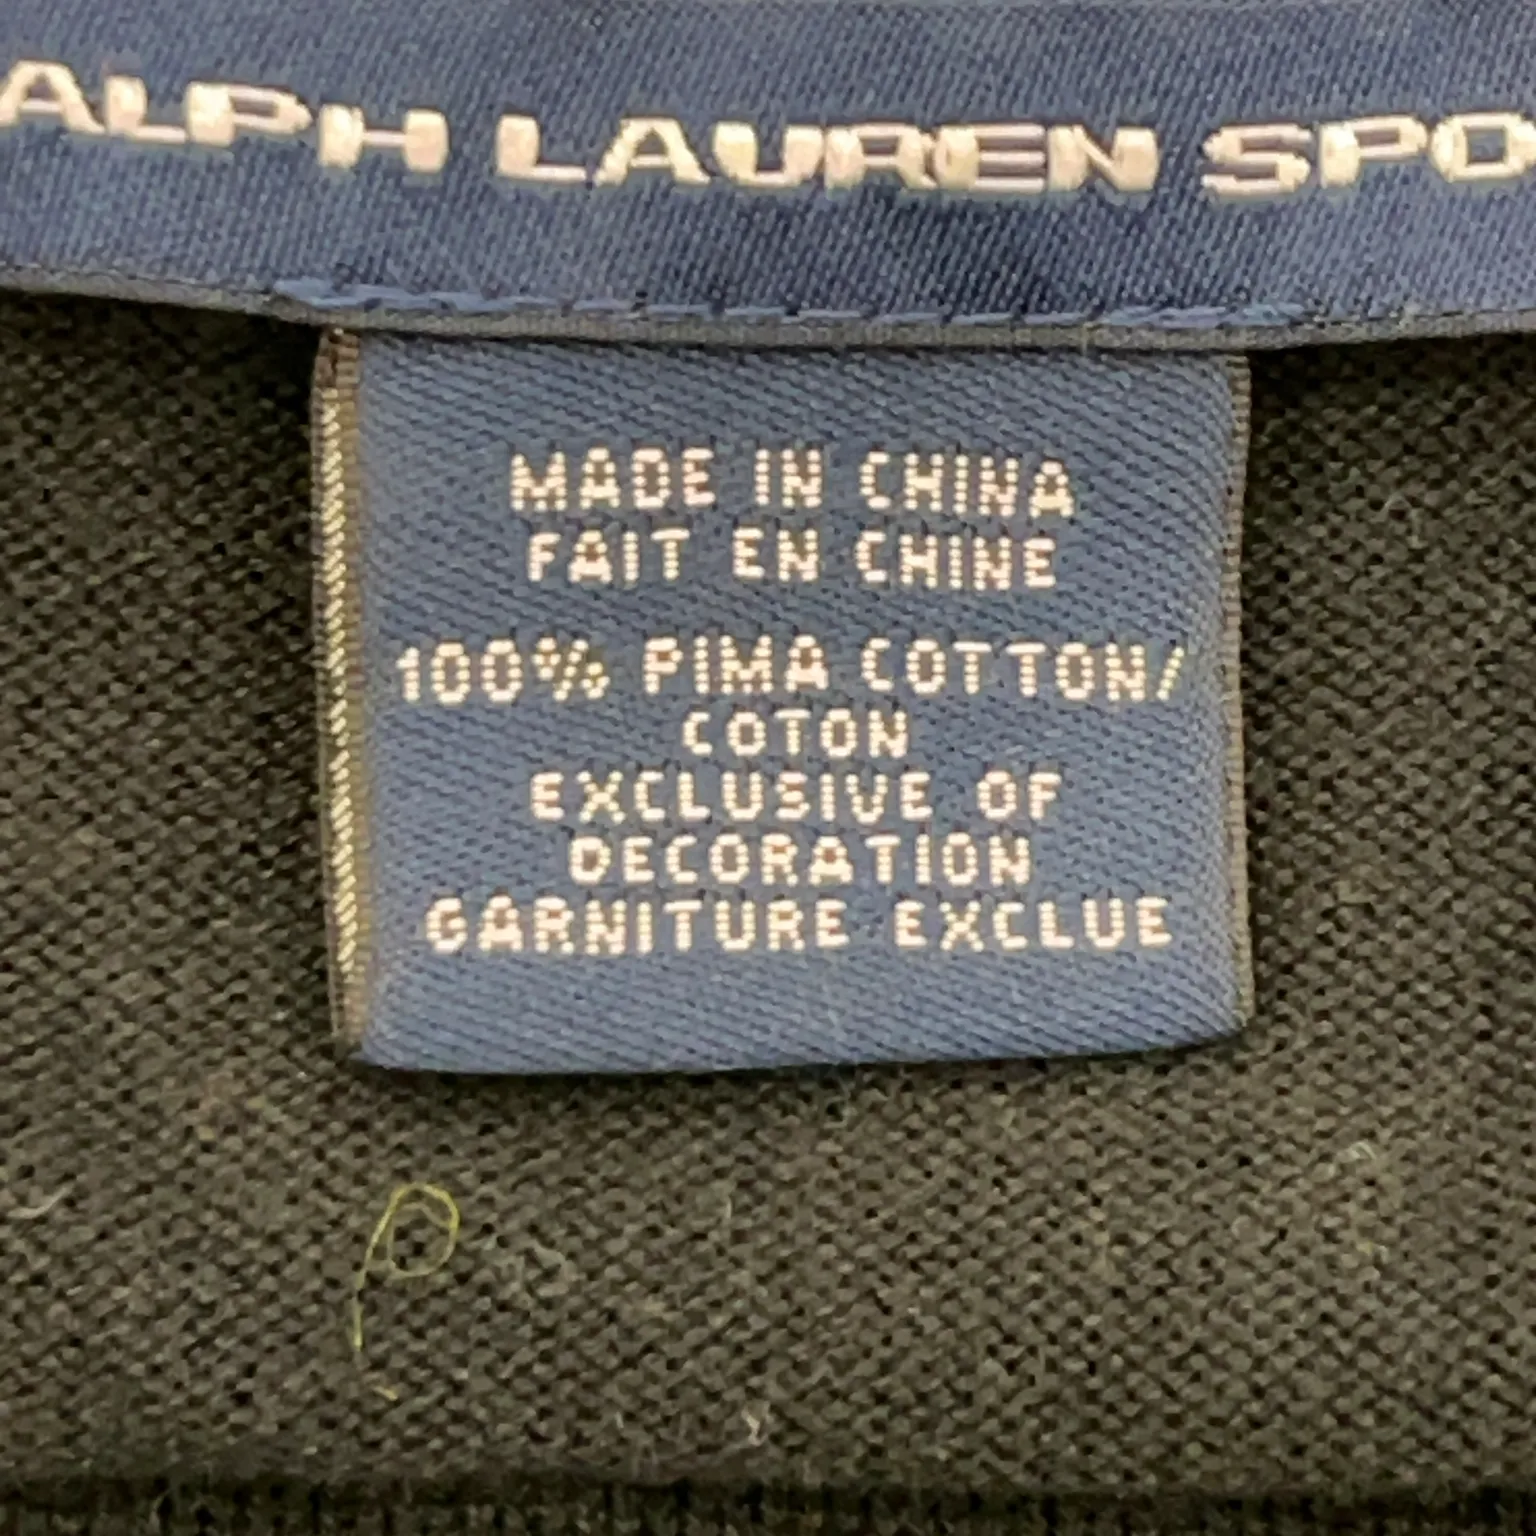 ALPH LAUREN SPO
MADE IN CHINA
FAIT EN CHINE
100% PIMA COTTON/
COTON
EXCLUSIVE OF
DECORATION
GARNITURE EXCLUE